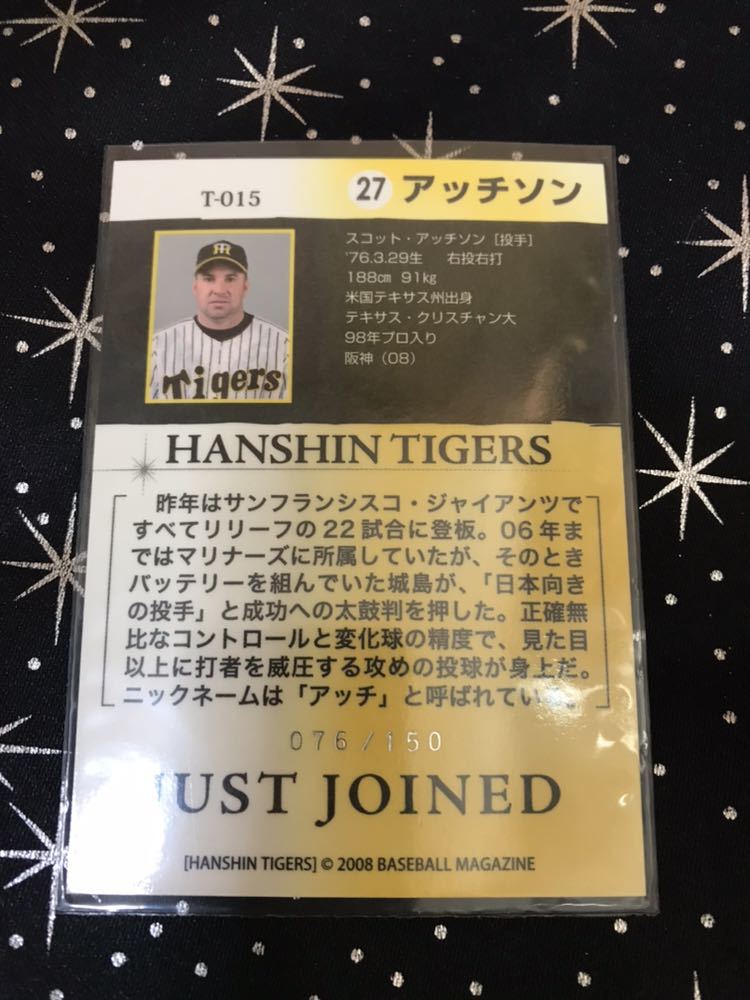 T-015
27 アッチソン
スコット・アッチソン [投手]
'76.3.29生 右投右打
188cm 91kg
米国テキサス州出身
テキサス・クリスチャン大
98年プロ入り
阪神 (08)
TH
Tigers
HANSHIN TIGERS
昨年はサンフランシスコ・ジャイアンツで
すべてリリーフの22試合に登板。06年ま
ではマリナーズに所属していたが、そのとき
バッテリーを組んでいた城島が、「日本向き
の投手」と成功への太鼓判を押した。正確無
比なコントロールと変化球の精度で、見た目
以上に打者を威圧する攻めの投球が身上だ。
ニックネームは「アッチ」と呼ばれている。
076/150
JUST JOINED
[HANSHIN TIGERS] © 2008 BASEBALL MAGAZINE